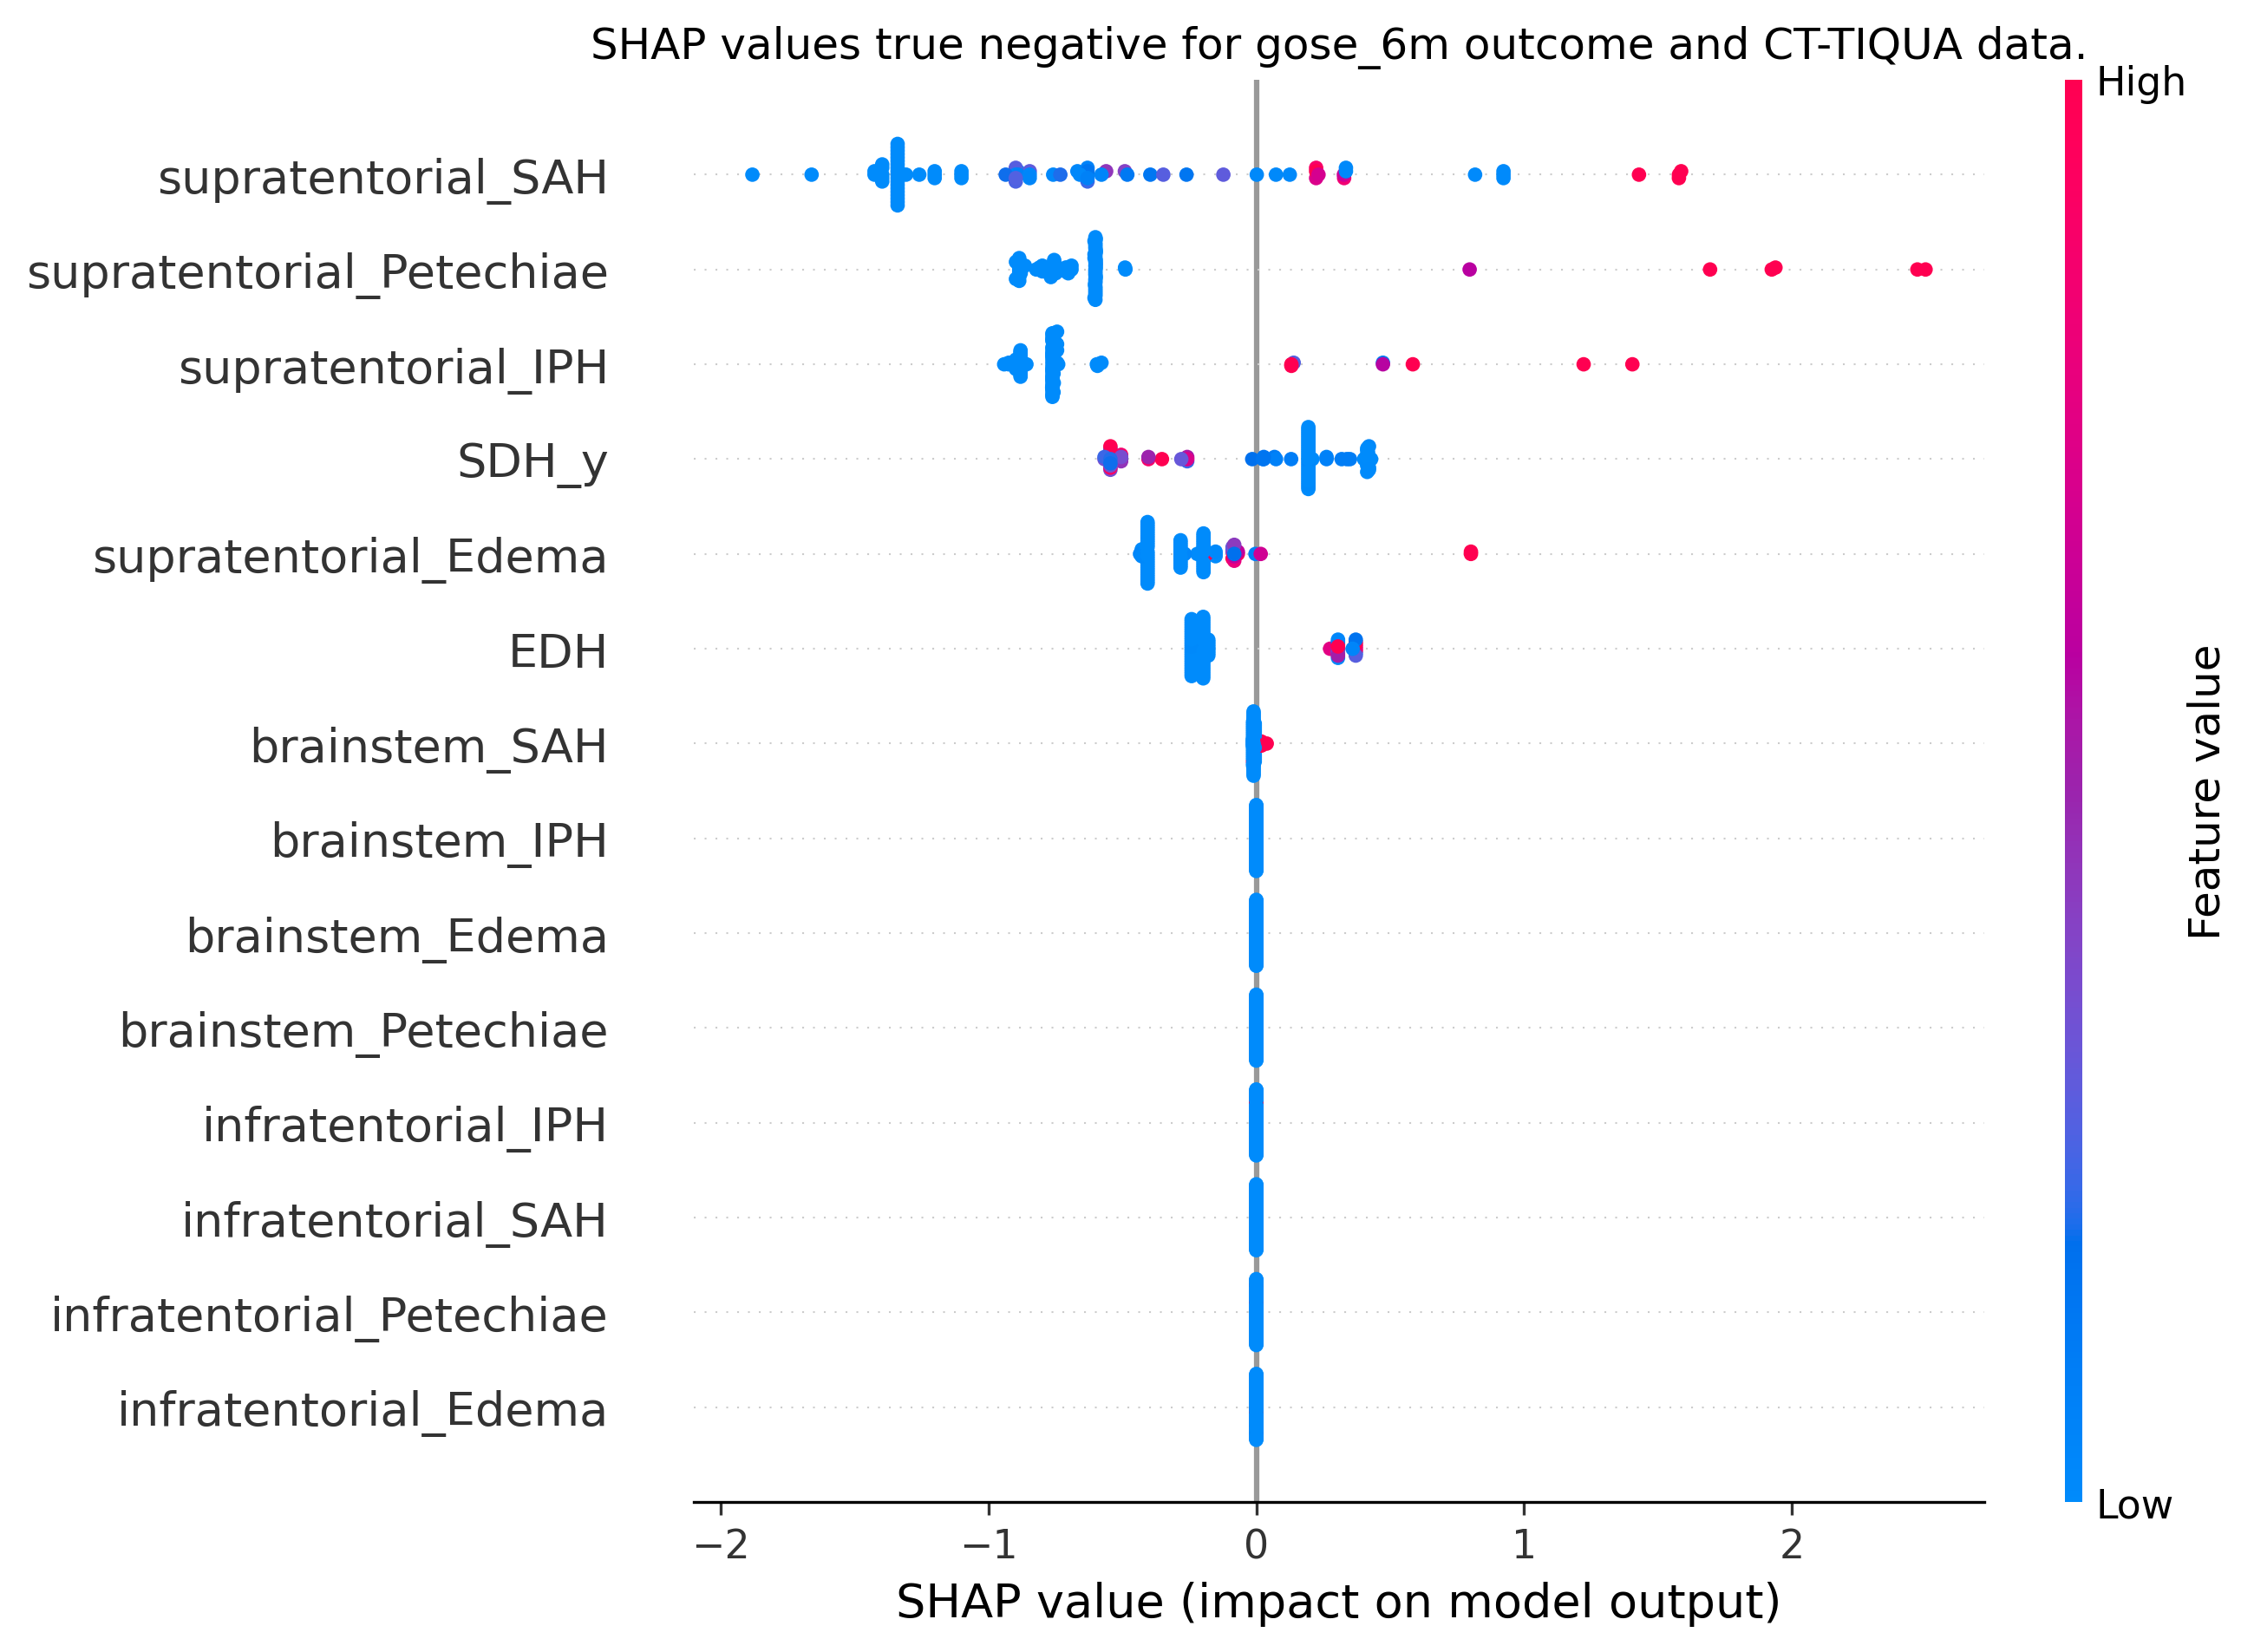 SHAP values true negative for gose_6m outcome and CT-TIQUA data.
High
supratentorial_SAH
supratentorial_Petechiae
supratentorial_IPH
SDH_y
supratentorial_Edema
EDH
brainstem_SAH
brainstem_IPH
brainstem_Edema
brainstem_Petechiae
infratentorial_IPH
infratentorial_SAH
infratentorial_Petechiae
infratentorial_Edema
Feature value
Low
−2 −1 0 1 2
SHAP value (impact on model output)